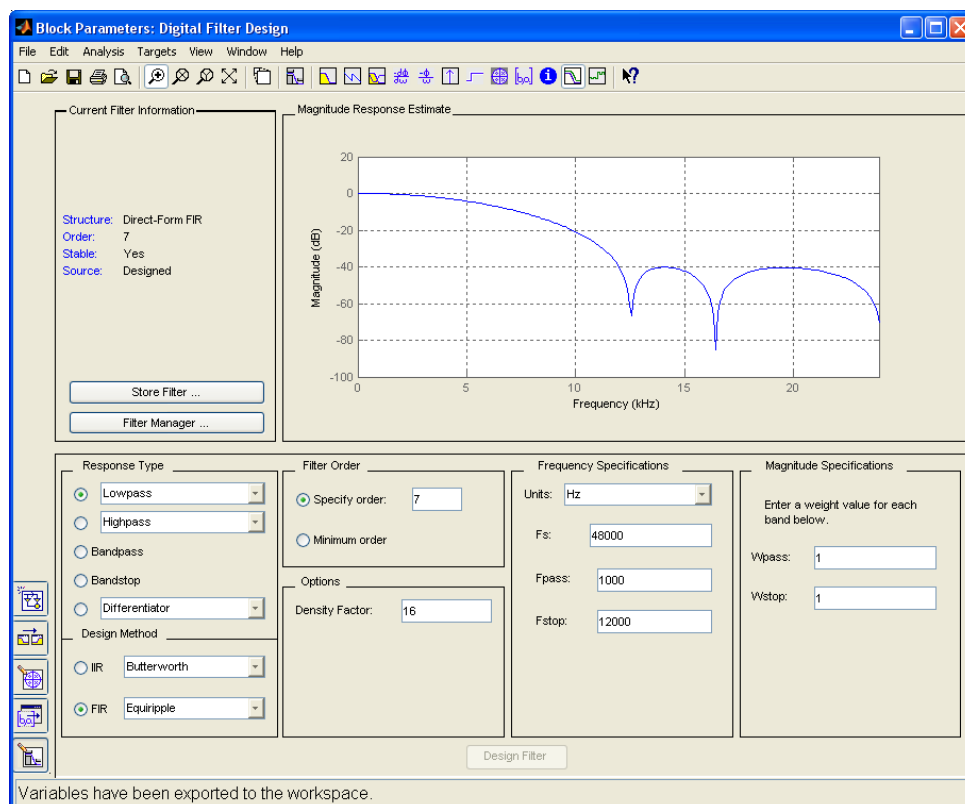 Block Parameters: Digital Filter Design
File Edit Analysis Targets View Window Help
Current Filter Information
Structure: Direct-Form FIR
Order: 7
Stable: Yes
Source: Designed
Store Filter ...
Filter Manager ...
Magnitude Response Estimate
Magnitude (dB)
20
0
-20
-40
-60
-80
-100
0 5 10 15 20
Frequency (kHz)
Response Type
Lowpass
Highpass
Bandpass
Bandstop
Differentiator
Design Method
IIR Butterworth
FIR Equiripple
Filter Order
Specify order: 7
Minimum order
Options
Density Factor: 16
Frequency Specifications
Units: Hz
Fs: 48000
Fpass: 1000
Fstop: 12000
Magnitude Specifications
Enter a weight value for each
band below.
Wpass: 1
Wstop: 1
Design Filter
Variables have been exported to the workspace.